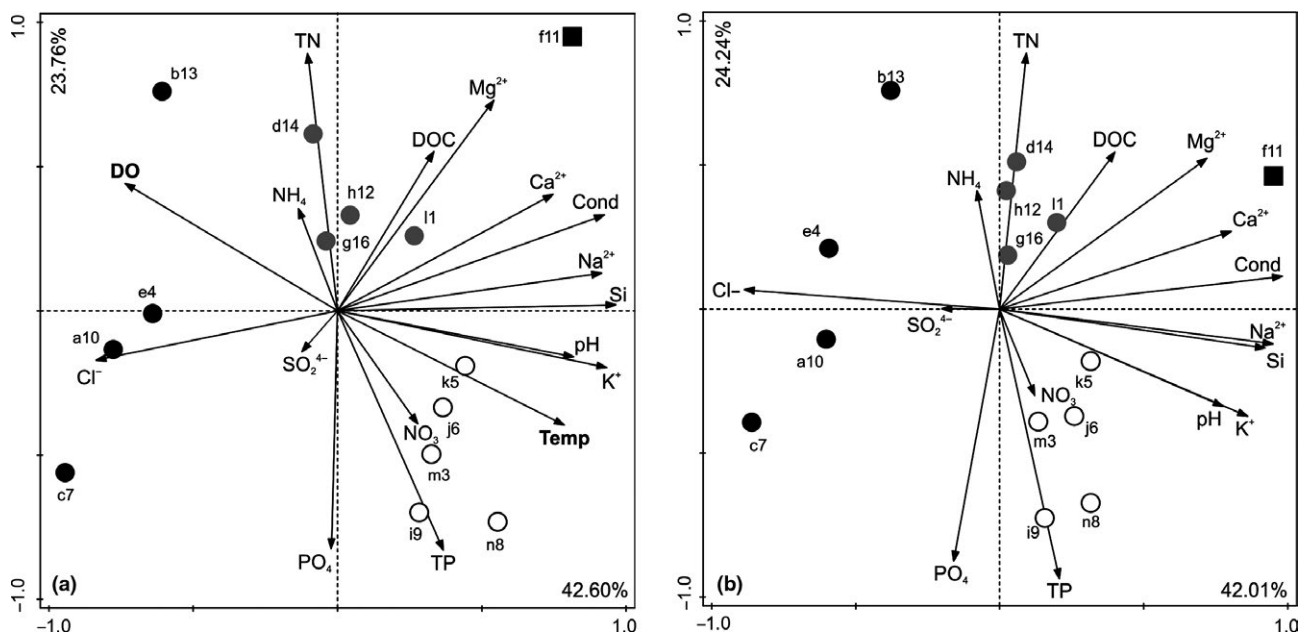 1.0
23.76%
TN
f11
b13
Mg²⁺
d14
DOC
DO
Ca²⁺
NH₄
h12
l1
Cond
g16
Na²⁺
e4
Si
a10
pH
SO₂⁴⁻
Cl⁻
k5
K⁺
NO₃
j6
Temp
m3
c7
i9
n8
PO₄
TP
(a)
42.60%
-1.0
-1.0
1.0
1.0
24.24%
TN
b13
DOC
Mg²⁺
f11
d14
NH₄
h12
l1
e4
g16
Ca²⁺
Cl–
Cond
SO₂⁴⁻
a10
Na²⁺
Si
k5
NO₃
pH
K⁺
j6
m3
c7
n8
i9
PO₄
TP
(b)
42.01%
-1.0
-1.0
1.0